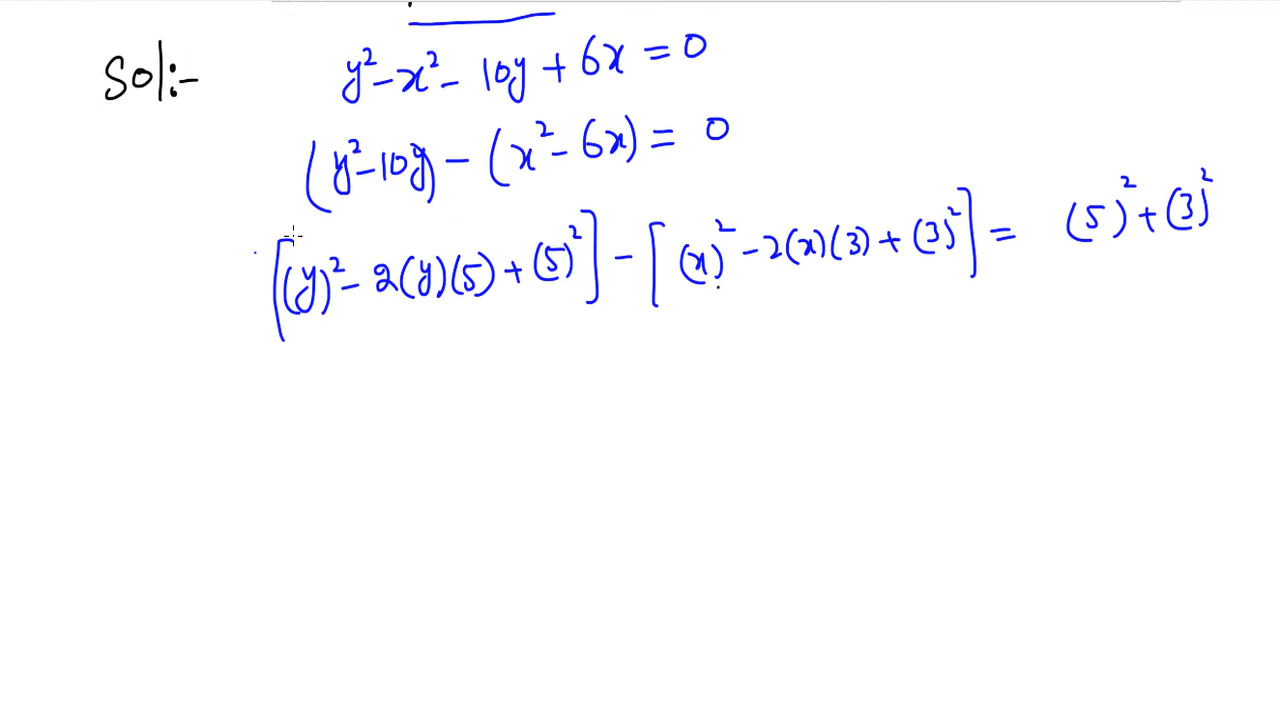 Sol:-
y² - x² - 10y + 6x = 0
(y² - 10y) - (x² - 6x) = 0
[(y)² - 2(y)(5) + (5)²] - [(x)² - 2(x)(3) + (3)²] = (5)² + (3)²